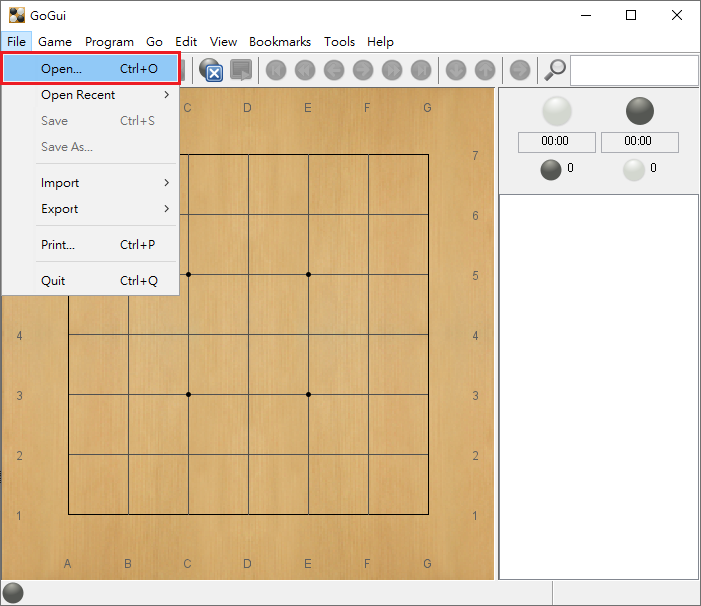 GoGui
File Game Program Go Edit View Bookmarks Tools Help
Open... Ctrl+O
Open Recent
Save Ctrl+S
Save As...
Import
Export
Print... Ctrl+P
Quit Ctrl+Q
C D E F G
7
6
5
4 4
3 3
2 2
1 1
A B C D E F G
00:00 00:00
0 0